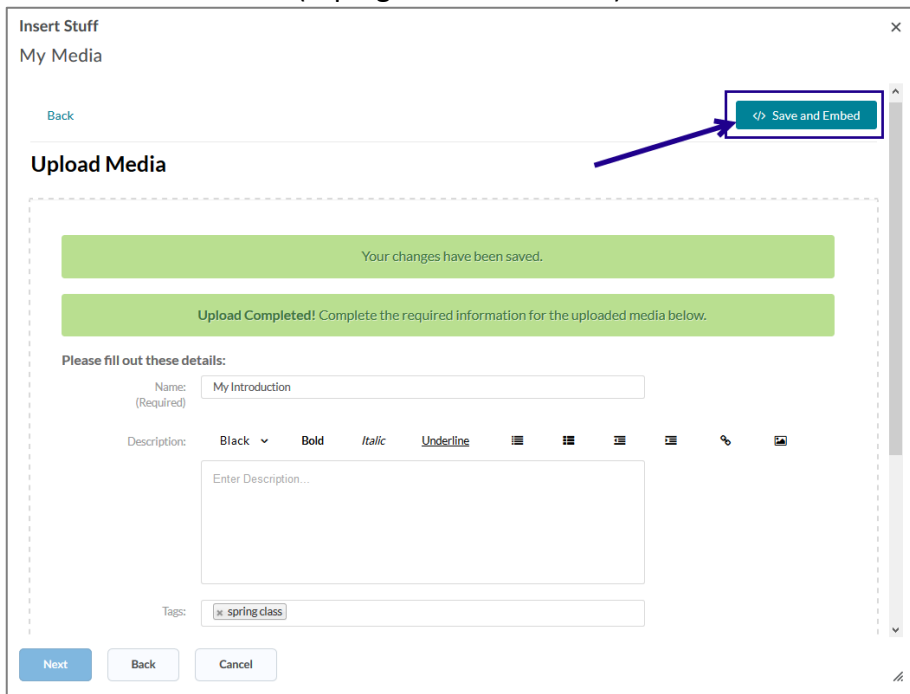 Insert Stuff
My Media
Back
</> Save and Embed
Upload Media
Your changes have been saved.
Upload Completed! Complete the required information for the uploaded media below.
Please fill out these details:
Name: My Introduction
(Required)
Description: Black Bold Italic Underline
Enter Description...
Tags: × spring class
Next Back Cancel